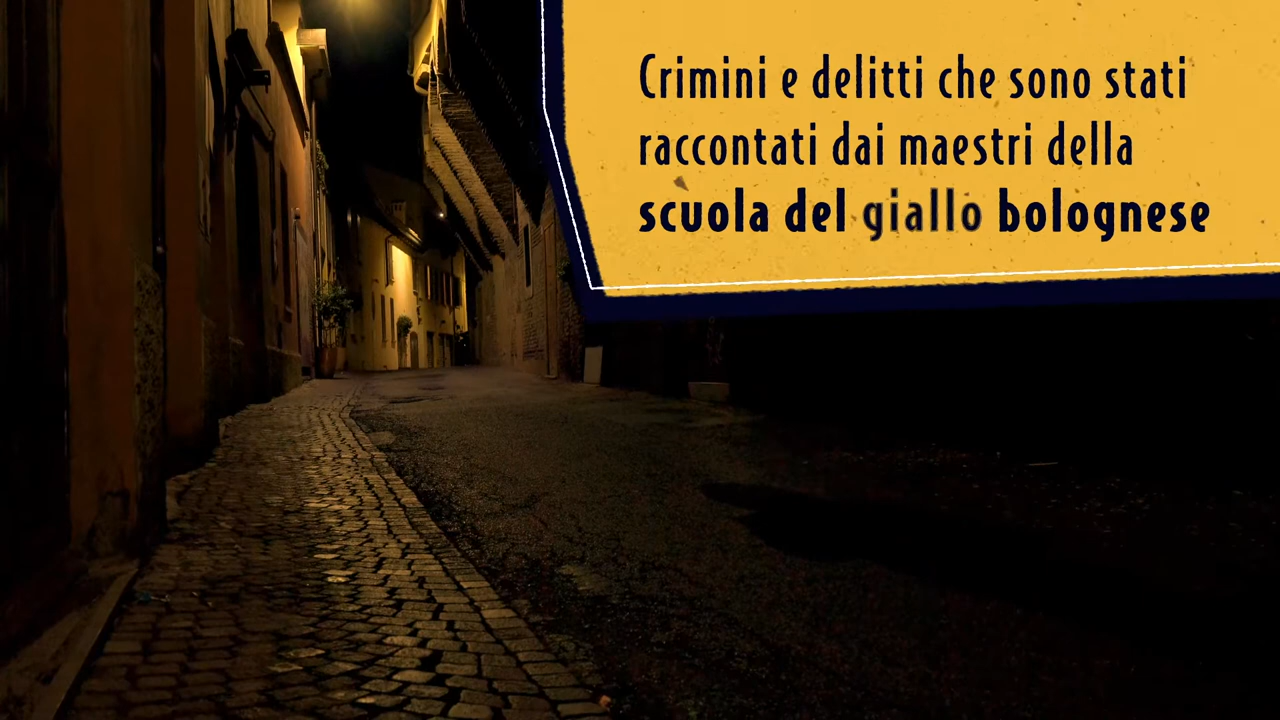 Crimini e delitti che sono stati
raccontati dai maestri della
scuola del giallo bolognese